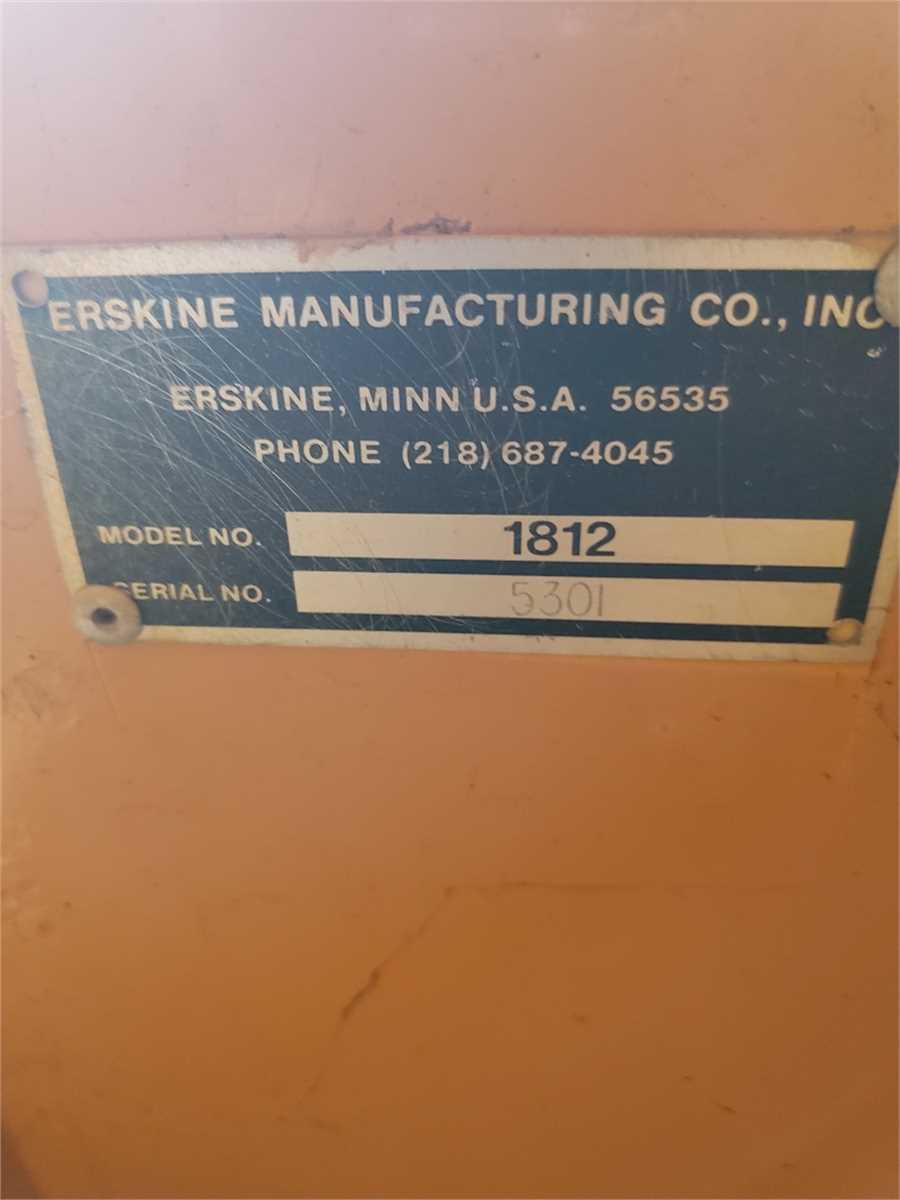 ERSKINE MANUFACTURING CO., INC
ERSKINE, MINN U.S.A. 56535
PHONE (218) 687-4045
MODEL NO. 1812
SERIAL NO. 5301